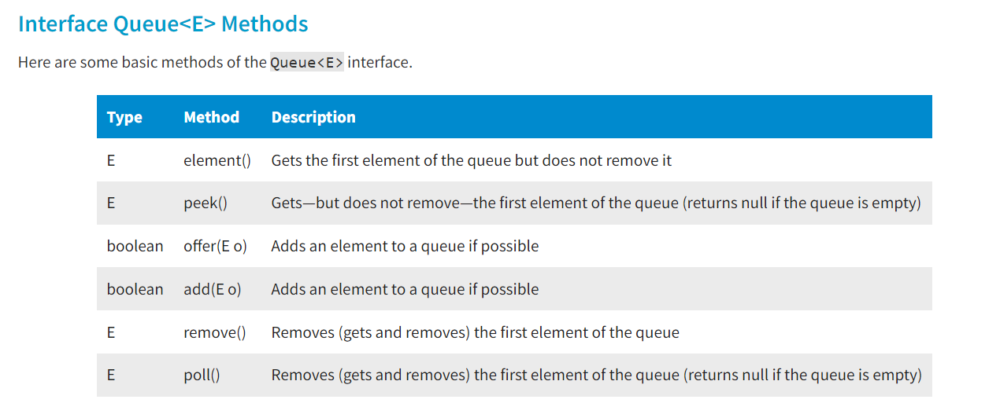 Interface Queue<E> Methods
Here are some basic methods of the Queue<E> interface.
Type Method Description
E element() Gets the first element of the queue but does not remove it
E peek() Gets—but does not remove—the first element of the queue (returns null if the queue is empty)
boolean offer(E o) Adds an element to a queue if possible
boolean add(E o) Adds an element to a queue if possible
E remove() Removes (gets and removes) the first element of the queue
E poll() Removes (gets and removes) the first element of the queue (returns null if the queue is empty)